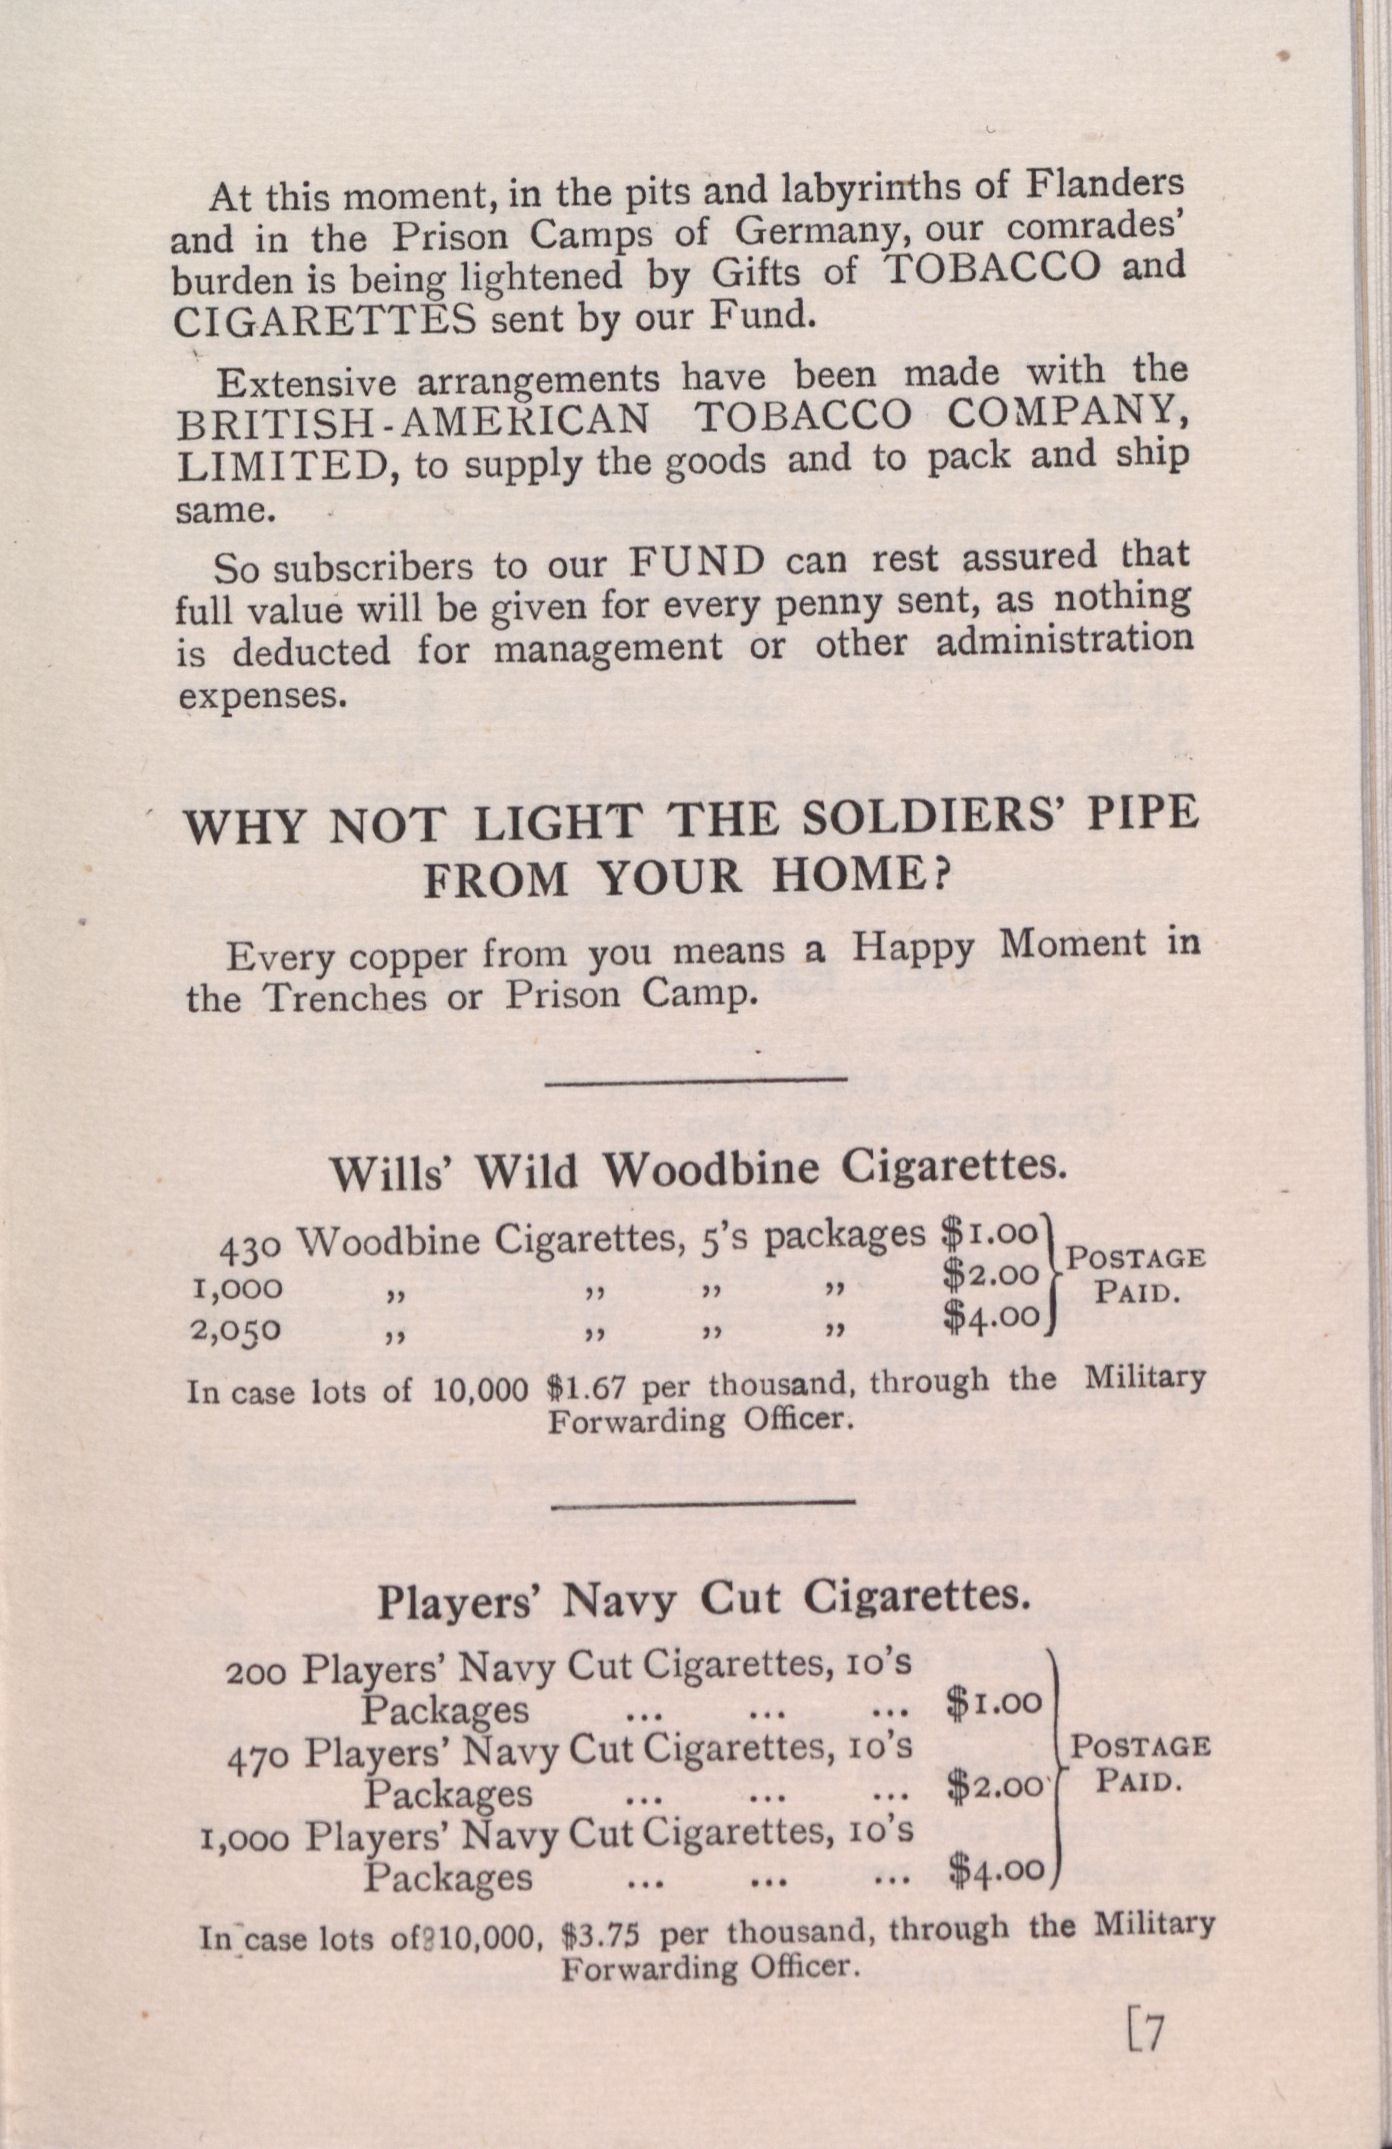 At this moment, in the pits and labyrinths of Flanders
and in the Prison Camps of Germany, our comrades'
burden is being lightened by Gifts of TOBACCO and
CIGARETTES sent by our Fund.
Extensive arrangements have been made with the
BRITISH-AMERICAN TOBACCO COMPANY,
LIMITED, to supply the goods and to pack and ship
same.
So subscribers to our FUND can rest assured that
full value will be given for every penny sent, as nothing
is deducted for management or other administration
expenses.
WHY NOT LIGHT THE SOLDIERS' PIPE
FROM YOUR HOME?
Every copper from you means a Happy Moment in
the Trenches or Prison Camp.
Wills' Wild Woodbine Cigarettes.
430 Woodbine Cigarettes, 5's packages $1.00
1,000 ,, ,, ,, ,, $2.00
2,050 ,, ,, ,, ,, $4.00
POSTAGE
PAID.
In case lots of 10,000 $1.67 per thousand, through the Military
Forwarding Officer.
Players' Navy Cut Cigarettes.
200 Players' Navy Cut Cigarettes, 10's
Packages ... ... ... $1.00
470 Players' Navy Cut Cigarettes, 10's
Packages ... ... ... $2.00
1,000 Players' Navy Cut Cigarettes, 10's
Packages ... ... ... $4.00
POSTAGE
PAID.
In case lots of 10,000, $3.75 per thousand, through the Military
Forwarding Officer.
[7